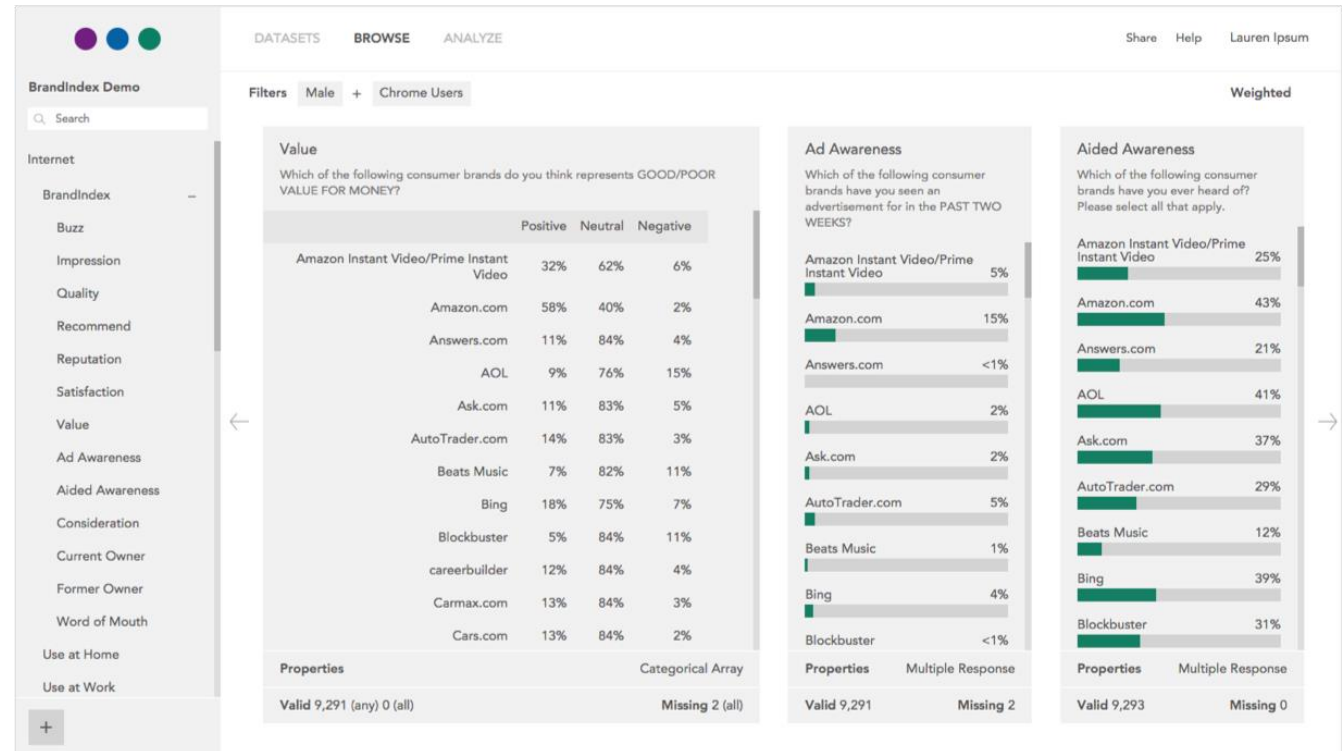 DATASETS BROWSE ANALYZE Share Help Lauren Ipsum
BrandIndex Demo
Search
Internet
BrandIndex –
Buzz
Impression
Quality
Recommend
Reputation
Satisfaction
Value
Ad Awareness
Aided Awareness
Consideration
Current Owner
Former Owner
Word of Mouth
Use at Home
Use at Work
+
Filters Male + Chrome Users Weighted
Value
Which of the following consumer brands do you think represents GOOD/POOR
VALUE FOR MONEY?
Positive Neutral Negative
Amazon Instant Video/Prime Instant
Video 32% 62% 6%
Amazon.com 58% 40% 2%
Answers.com 11% 84% 4%
AOL 9% 76% 15%
Ask.com 11% 83% 5%
AutoTrader.com 14% 83% 3%
Beats Music 7% 82% 11%
Bing 18% 75% 7%
Blockbuster 5% 84% 11%
careerbuilder 12% 84% 4%
Carmax.com 13% 84% 3%
Cars.com 13% 84% 2%
Properties Categorical Array
Valid 9,291 (any) 0 (all) Missing 2 (all)
Ad Awareness
Which of the following consumer
brands have you seen an
advertisement for in the PAST TWO
WEEKS?
Amazon Instant Video/Prime
Instant Video 5%
Amazon.com 15%
Answers.com <1%
AOL 2%
Ask.com 2%
AutoTrader.com 5%
Beats Music 1%
Bing 4%
Blockbuster <1%
Properties Multiple Response
Valid 9,291 Missing 2
Aided Awareness
Which of the following consumer
brands have you ever heard of?
Please select all that apply.
Amazon Instant Video/Prime
Instant Video 25%
Amazon.com 43%
Answers.com 21%
AOL 41%
Ask.com 37%
AutoTrader.com 29%
Beats Music 12%
Bing 39%
Blockbuster 31%
Properties Multiple Response
Valid 9,293 Missing 0